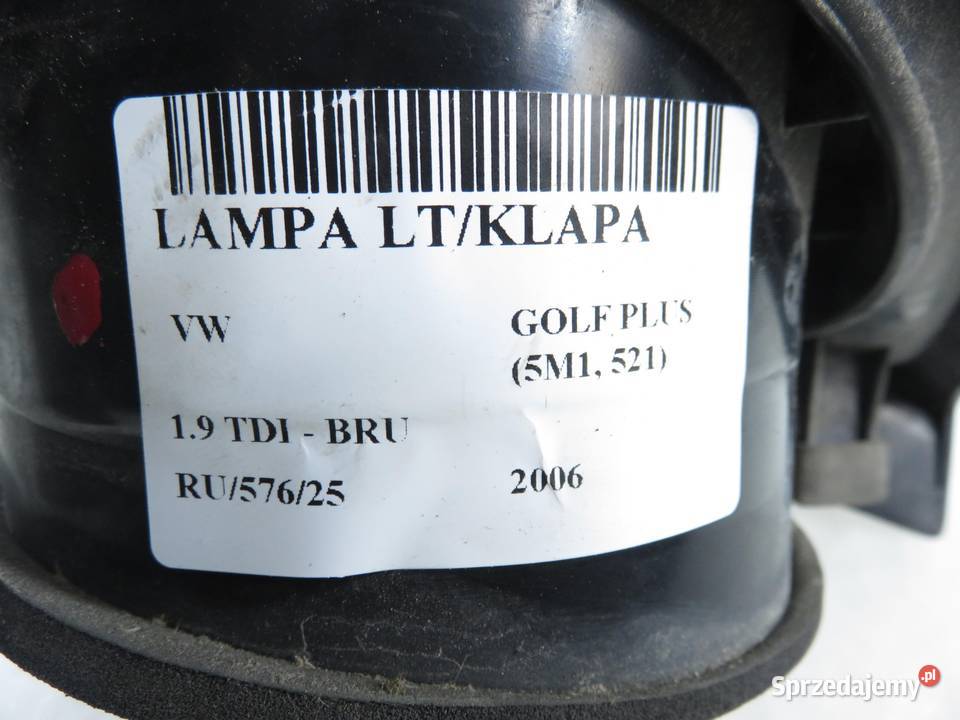 LAMPA LT/KLAPA
VW
GOLF PLUS
(5M1, 521)
1.9 TDI - BRU
RU/576/25
2006
Sprzedajemy.pl